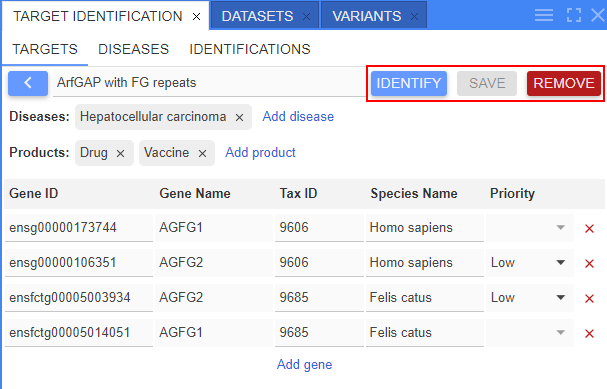 TARGET IDENTIFICATION × DATASETS × VARIANTS ×
TARGETS DISEASES IDENTIFICATIONS
ArfGAP with FG repeats IDENTIFY SAVE REMOVE
Diseases: Hepatocellular carcinoma × Add disease
Products: Drug × Vaccine × Add product
Gene ID Gene Name Tax ID Species Name Priority
ensg00000173744 AGFG1 9606 Homo sapiens
ensg00000106351 AGFG2 9606 Homo sapiens Low
ensfctg00005003934 AGFG2 9685 Felis catus Low
ensfctg00005014051 AGFG1 9685 Felis catus
Add gene